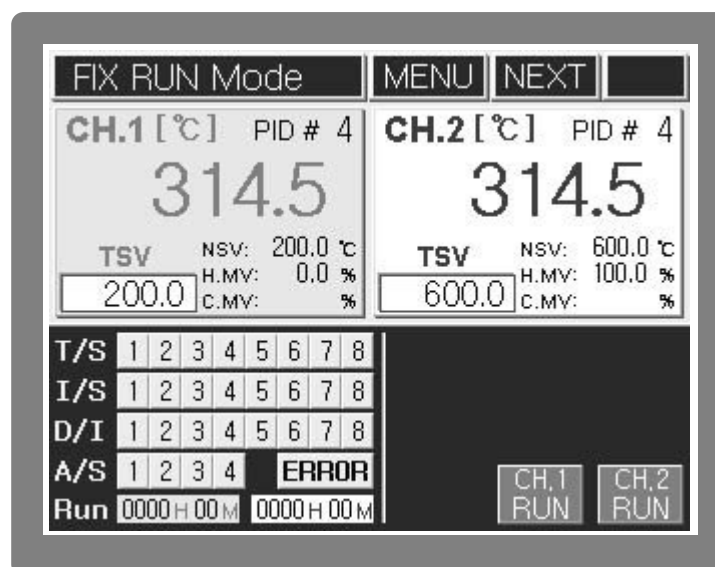 FIX RUN Mode MENU NEXT
CH.1 [℃] PID # 4
314.5
TSV NSV: 200.0 ℃
200.0 H.MV: 0.0 %
C.MV: %
CH.2 [℃] PID # 4
314.5
TSV NSV: 600.0 ℃
600.0 H.MV: 100.0 %
C.MV: %
T/S 1 2 3 4 5 6 7 8
I/S 1 2 3 4 5 6 7 8
D/I 1 2 3 4 5 6 7 8
A/S 1 2 3 4 ERROR
Run 0000 H 00 M 0000 H 00 M
CH,1 RUN
CH,2 RUN